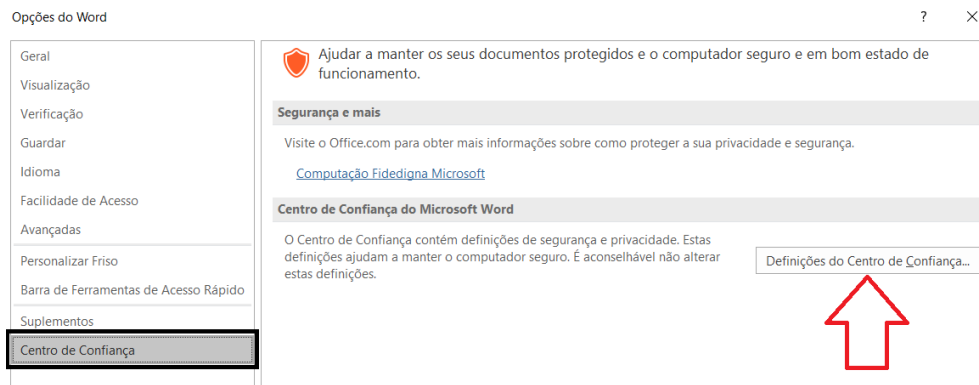 Opções do Word
?
×
Geral
Visualização
Verificação
Guardar
Idioma
Facilidade de Acesso
Avançadas
Personalizar Friso
Barra de Ferramentas de Acesso Rápido
Suplementos
Centro de Confiança
Ajudar a manter os seus documentos protegidos e o computador seguro e em bom estado de
funcionamento.
Segurança e mais
Visite o Office.com para obter mais informações sobre como proteger a sua privacidade e segurança.
Computação Fidedigna Microsoft
Centro de Confiança do Microsoft Word
O Centro de Confiança contém definições de segurança e privacidade. Estas
definições ajudam a manter o computador seguro. É aconselhável não alterar
estas definições.
Definições do Centro de Confiança...